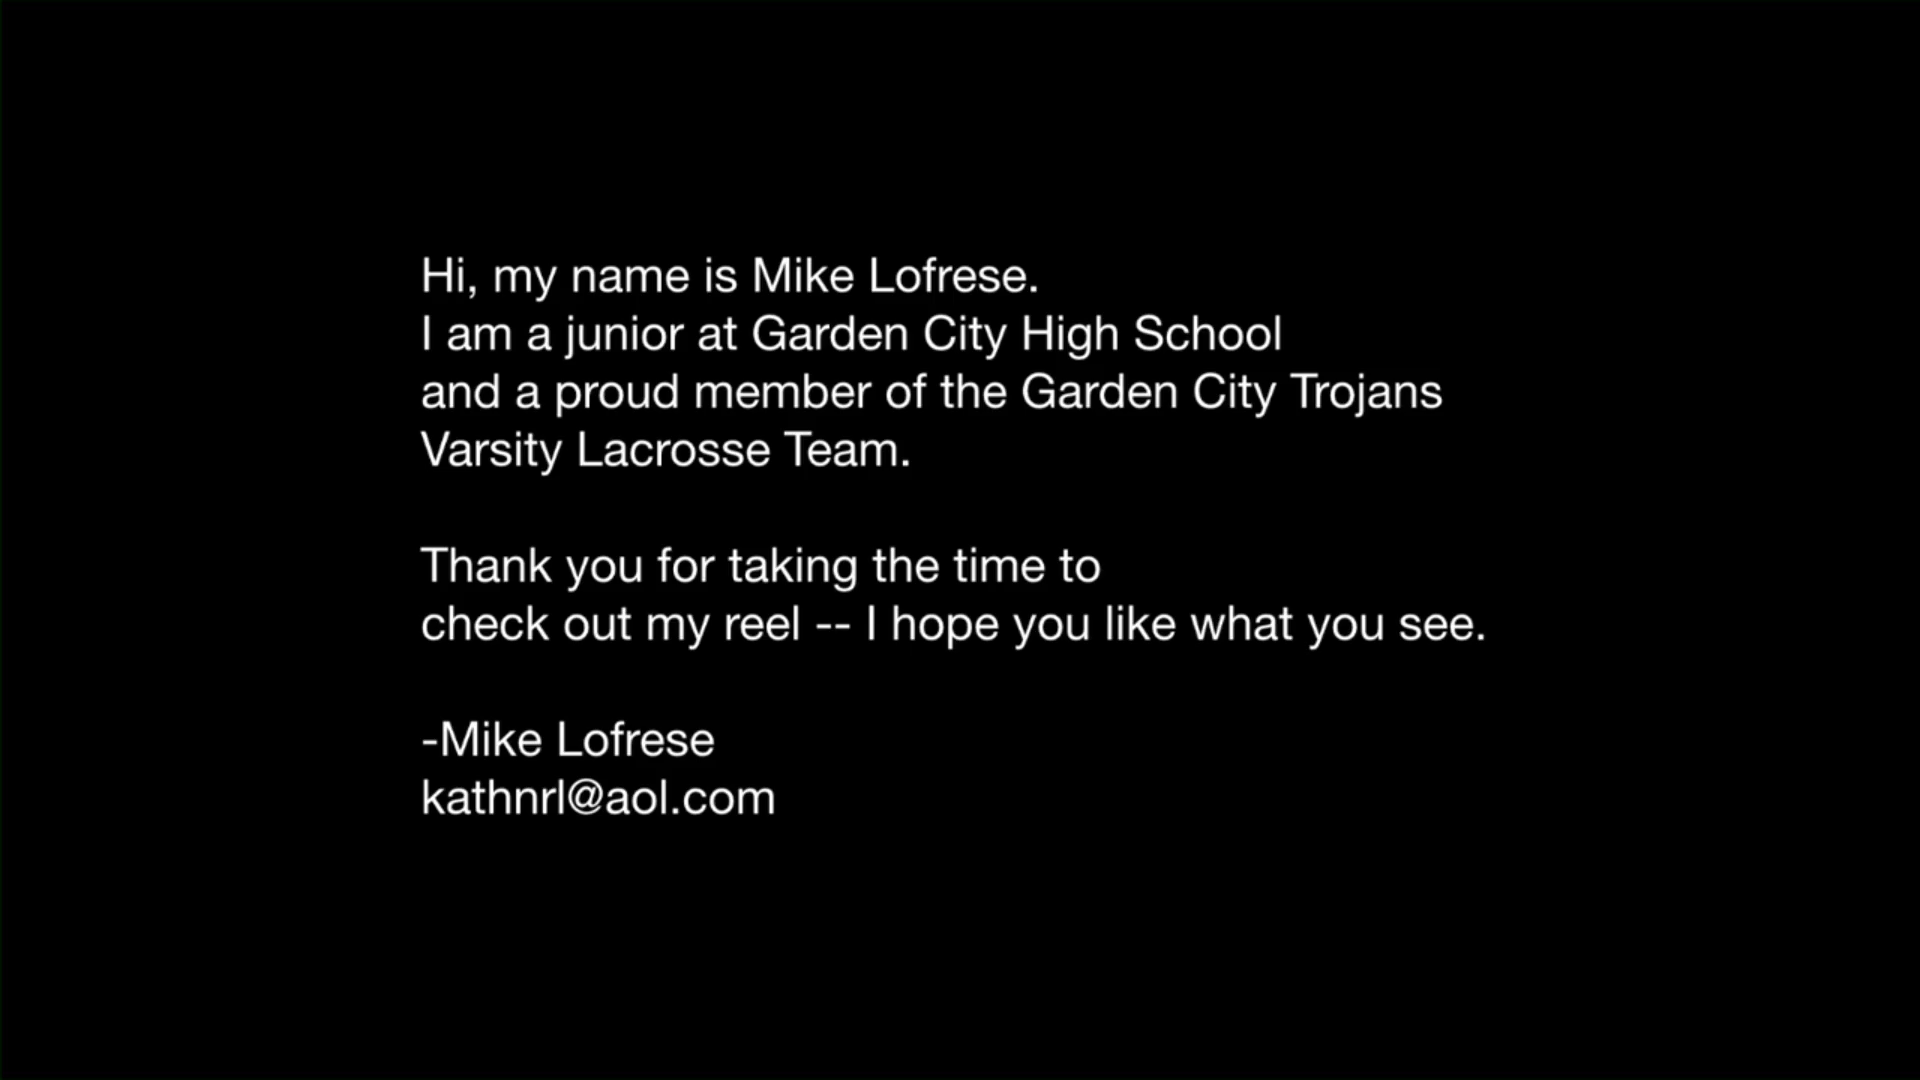 Hi, my name is Mike Lofrese.
I am a junior at Garden City High School
and a proud member of the Garden City Trojans
Varsity Lacrosse Team.
Thank you for taking the time to
check out my reel -- I hope you like what you see.
-Mike Lofrese
kathnrl@aol.com